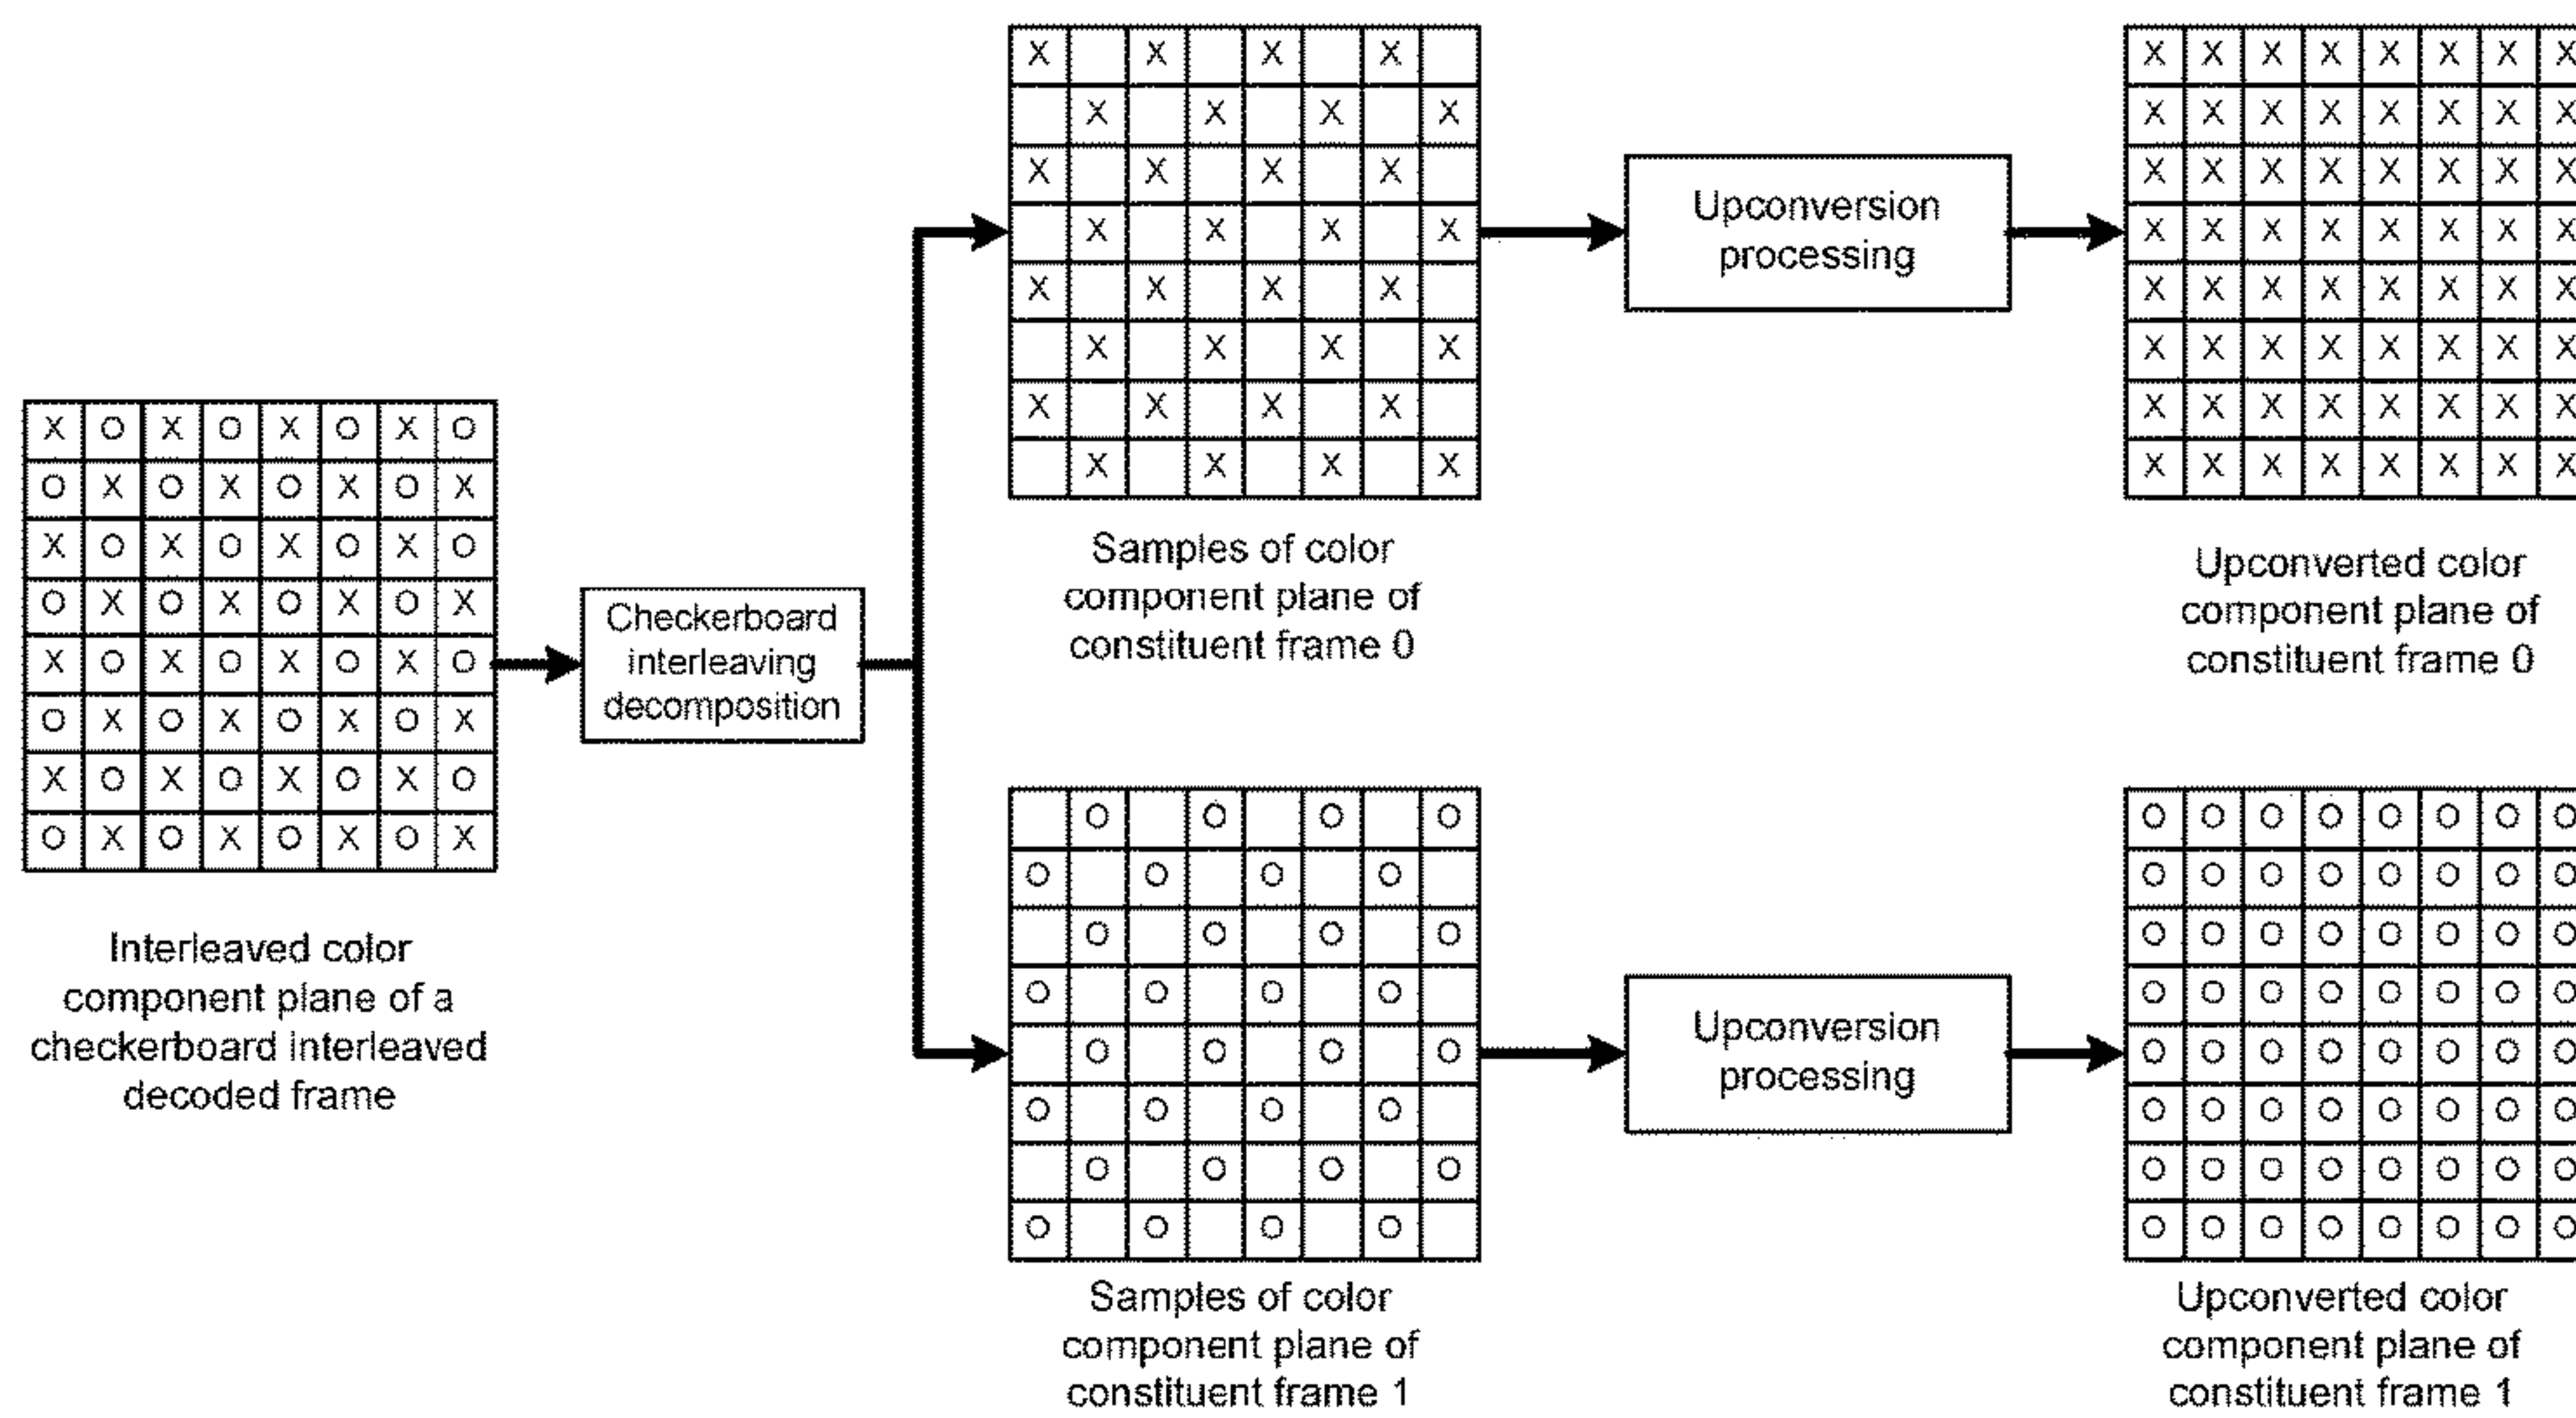 X O X O X O X O
O X O X O X O X
X O X O X O X O
O X O X O X O X
X O X O X O X O
O X O X O X O X
X O X O X O X O
O X O X O X O X
Interleaved color
component plane of a
checkerboard interleaved
decoded frame
Checkerboard
interleaving
decomposition
X X X X
X X X X
X X X X
X X X X
X X X X
X X X X
X X X X
X X X X
Samples of color
component plane of
constituent frame 0
Upconversion
processing
X X X X X X X X
X X X X X X X X
X X X X X X X X
X X X X X X X X
X X X X X X X X
X X X X X X X X
X X X X X X X X
X X X X X X X X
Upconverted color
component plane of
constituent frame 0
O O O O
O O O O
O O O O
O O O O
O O O O
O O O O
O O O O
O O O O
Samples of color
component plane of
constituent frame 1
Upconversion
processing
O O O O O O O O
O O O O O O O O
O O O O O O O O
O O O O O O O O
O O O O O O O O
O O O O O O O O
O O O O O O O O
O O O O O O O O
Upconverted color
component plane of
constituent frame 1